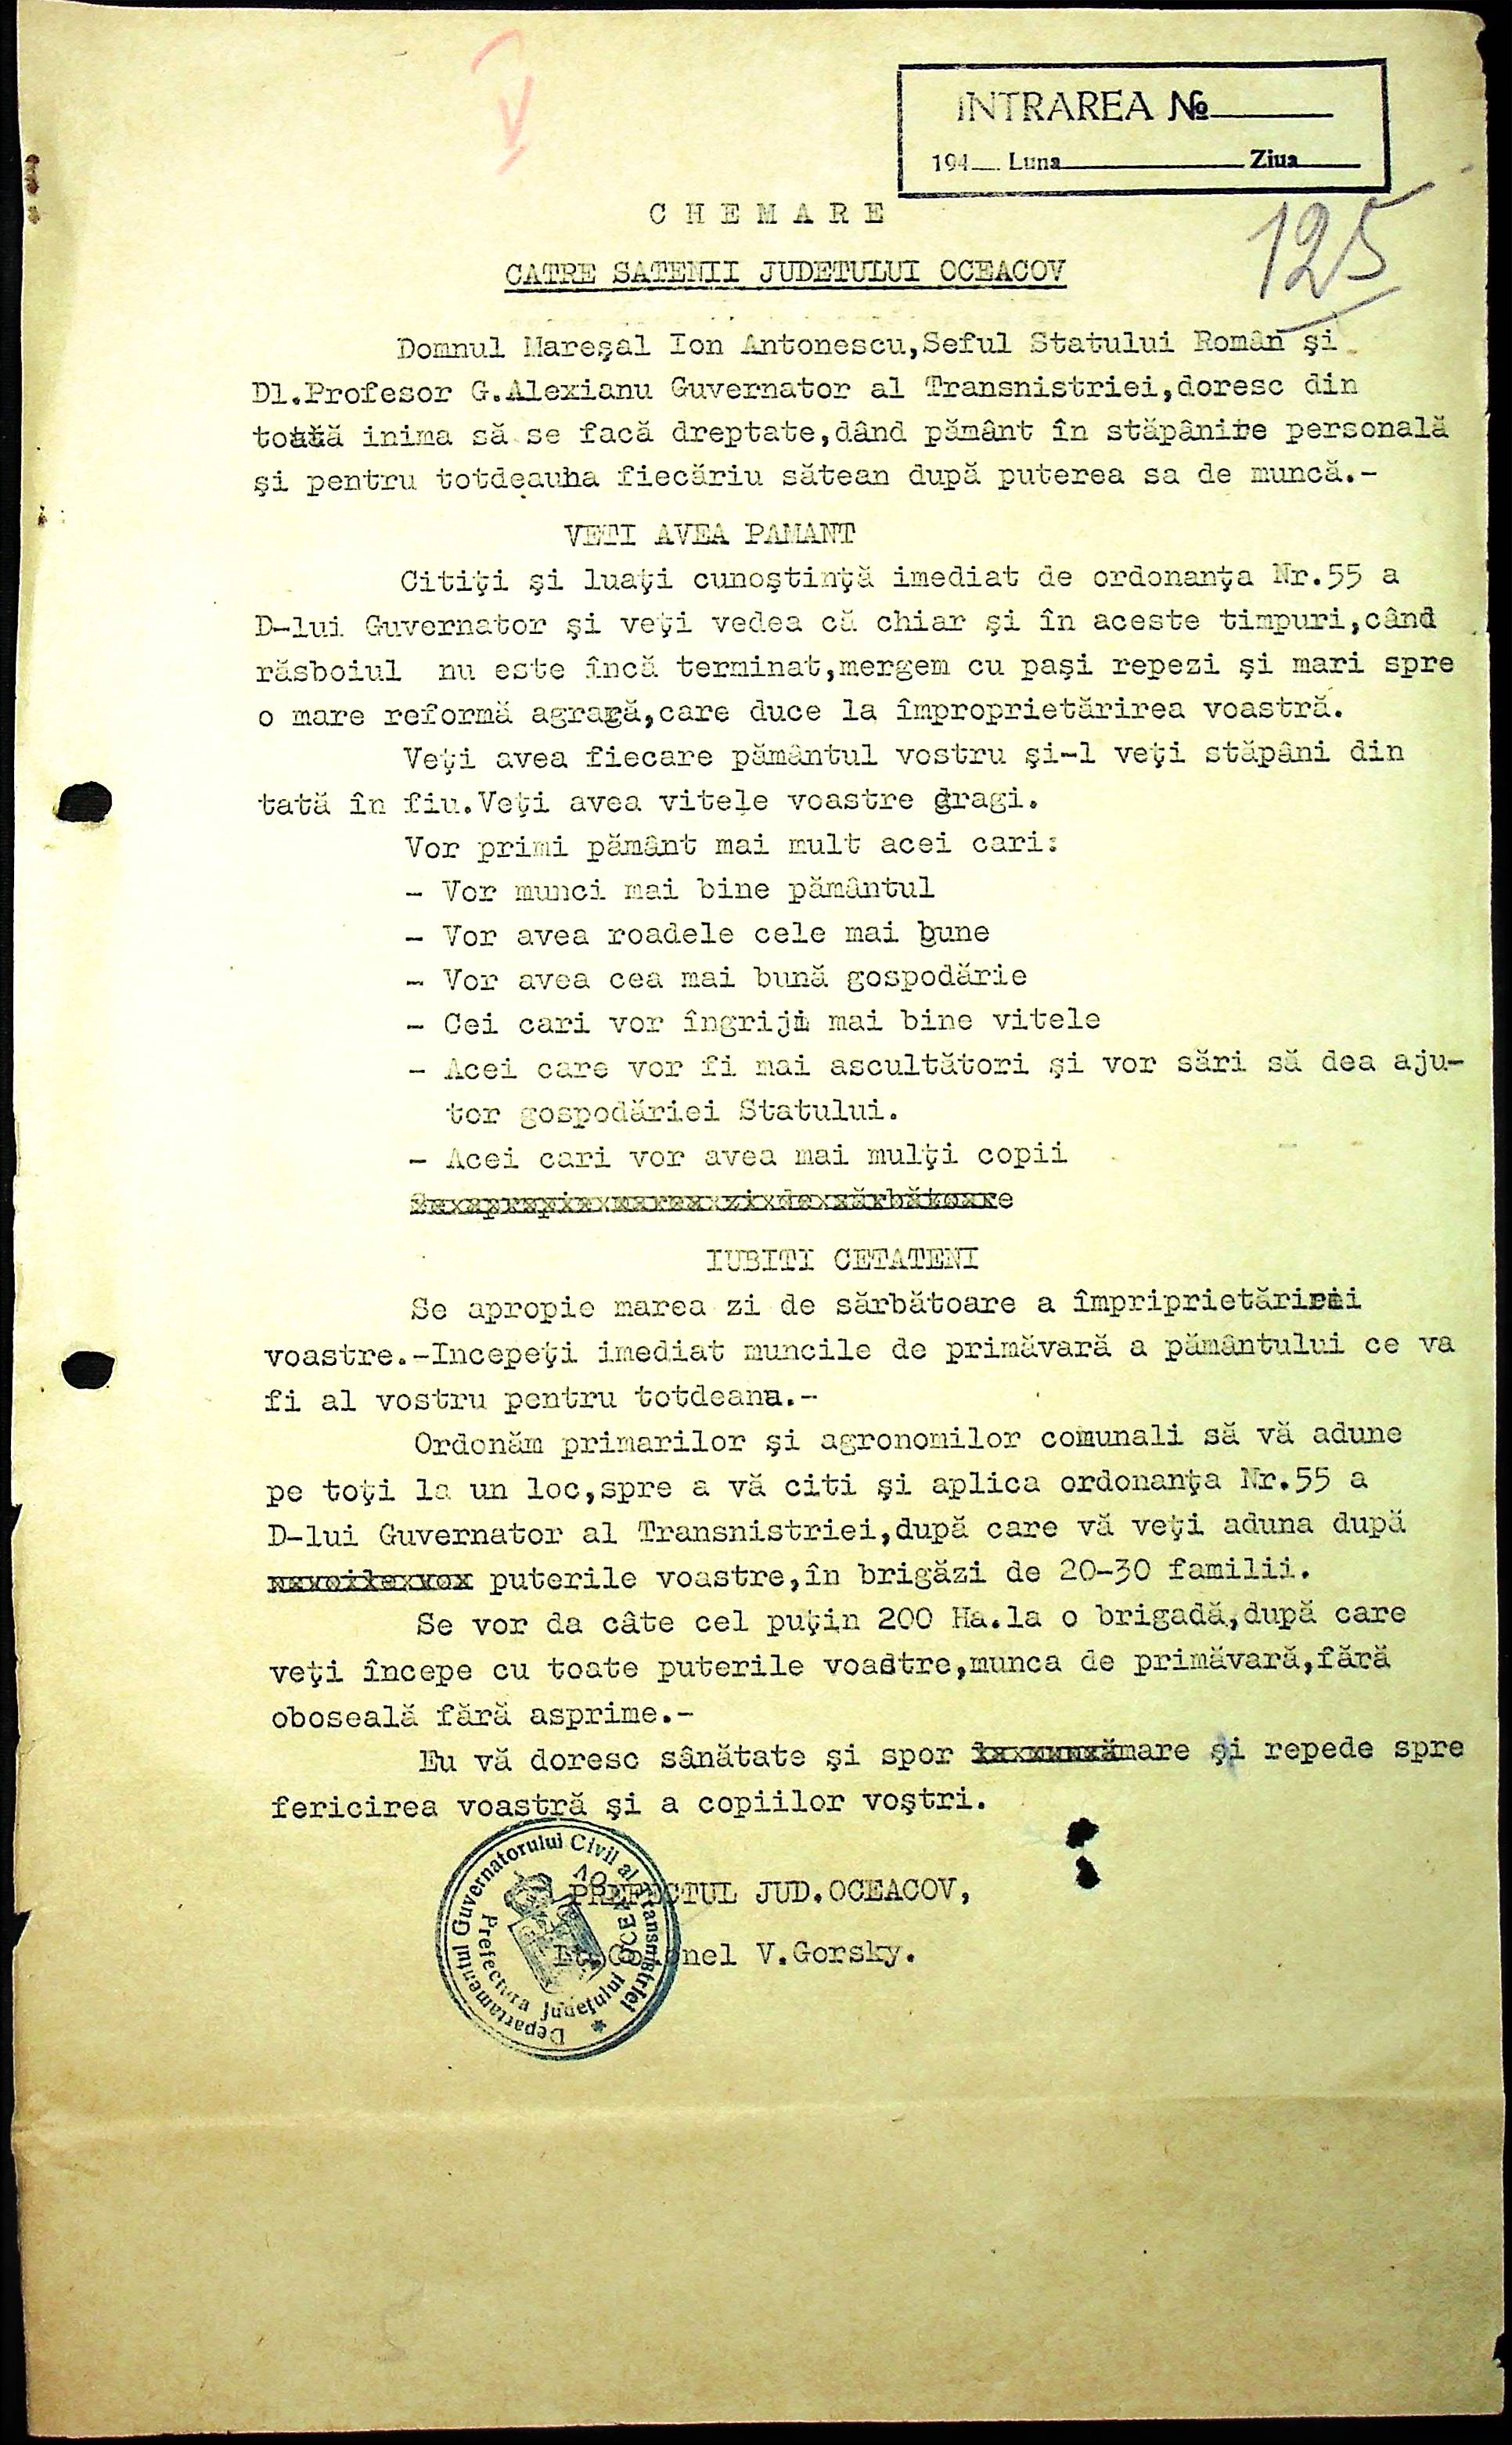 INTRAREA №
194 Luna Ziua
125
C H E M A R E
CATRE SATENII JUDETULUI OCEACOV
Domnul Mareşal Ion Antonescu,Seful Statului Român şi
Dl.Profesor G.Alexianu Guvernator al Transnistriei,doresc din
toată inima să se facă dreptate,dând pământ în stăpânire personală
şi pentru totdeauna fiecăriu sătean după puterea sa de muncă.-
VETI AVEA PAMANT
Citiţi şi luaţi cunoştinţă imediat de ordonanţa Nr.55 a
D-lui Guvernator şi veţi vedea că chiar şi în aceste timpuri,când
răsboiul nu este încă terminat,mergem cu paşi repezi şi mari spre
o mare reformă agrară,care duce la împroprietărirea voastră.
Veţi avea fiecare pământul vostru şi-l veţi stăpâni din
tată în fiu.Veţi avea vitele voastre dragi.
Vor primi pământ mai mult acei cari:
- Vor munci mai bine pământul
- Vor avea roadele cele mai bune
- Vor avea cea mai bună gospodărie
- Cei cari vor îngriji mai bine vitele
- Acei care vor fi mai ascultători şi vor sări să dea aju-
tor gospodăriei Statului.
- Acei cari vor avea mai mulţi copii
IUBITI CETATENI
Se apropie marea zi de sărbătoare a împriprietăririi
voastre.-Incepeţi imediat muncile de primăvară a pământului ce va
fi al vostru pentru totdeana.-
Ordonăm primarilor şi agronomilor comunali să vă adune
pe toţi la un loc,spre a vă citi şi aplica ordonanţa Nr.55 a
D-lui Guvernator al Transnistriei,după care vă veţi aduna după
puterile voastre,în brigăzi de 20-30 familii.
Se vor da câte cel puţin 200 Ha.la o brigadă,după care
veţi începe cu toate puterile voastre,munca de primăvară,fără
oboseală fără asprime.-
Eu vă doresc sânătate şi spor mare şi repede spre
fericirea voastră şi a copiilor voştri.
PREFECTUL JUD.OCEACOV,
Lt.Colonel V.Gorsky.
Departamentul Guvernatorului Civil al Transnistriei
Prefectura Judeţului